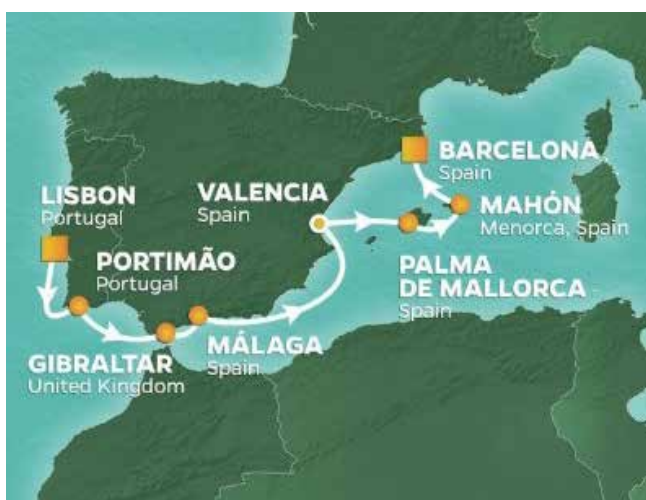 LISBON
Portugal
PORTIMÃO
Portugal
GIBRALTAR
United Kingdom
MÁLAGA
Spain
VALENCIA
Spain
PALMA
DE MALLORCA
Spain
MAHÓN
Menorca, Spain
BARCELONA
Spain